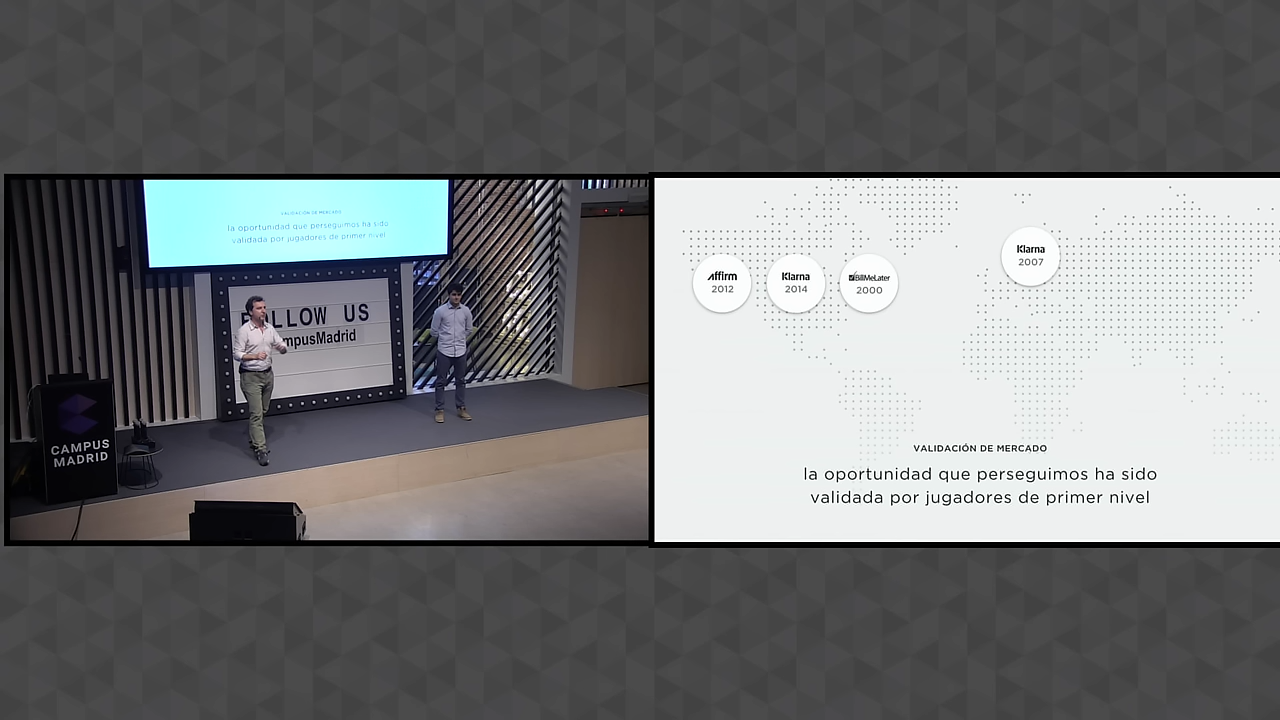 VALIDACIÓN DE MERCADO
la oportunidad que perseguimos ha sido
validada por jugadores de primer nivel
FOLLOW US
mpusMadrid
CAMPUS
MADRID
affirm
2012
Klarna
2014
BillMeLater
2000
Klarna
2007
VALIDACIÓN DE MERCADO
la oportunidad que perseguimos ha sido
validada por jugadores de primer nivel